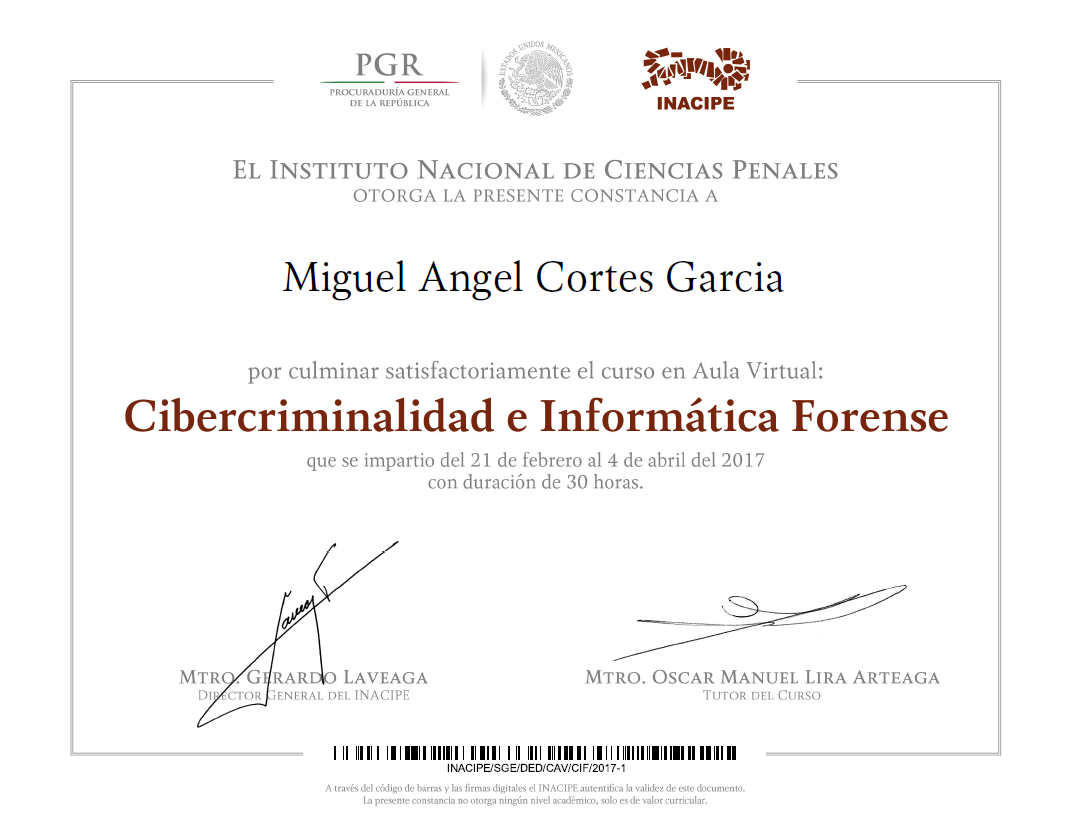 PGR
PROCURADURÍA GENERAL
DE LA REPÚBLICA
ESTADOS UNIDOS MEXICANOS
INACIPE
El Instituto Nacional de Ciencias Penales
OTORGA LA PRESENTE CONSTANCIA A
Miguel Angel Cortes Garcia
por culminar satisfactoriamente el curso en Aula Virtual:
Cibercriminalidad e Informática Forense
que se impartio del 21 de febrero al 4 de abril del 2017
con duración de 30 horas.
Mtro. Gerardo Laveaga
Director General del INACIPE
Mtro. Oscar Manuel Lira Arteaga
Tutor del Curso
INACIPE/SGE/DED/CAV/CIF/2017-1
A través del código de barras y las firmas digitales el INACIPE autentifica la validez de este documento.
La presente constancia no otorga ningún nivel académico, solo es de valor curricular.